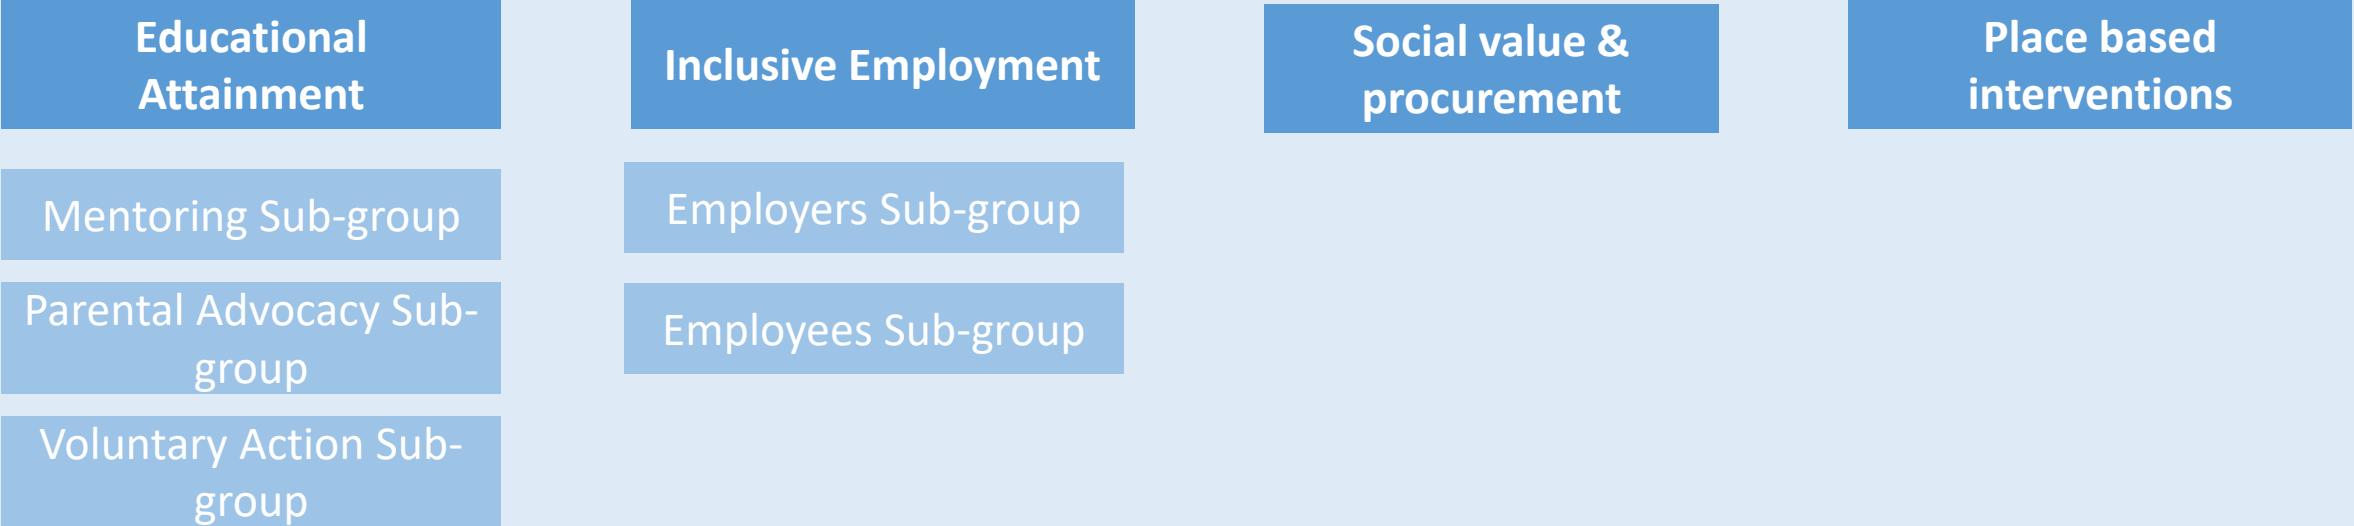 Educational
Attainment
Inclusive Employment
Social value &
procurement
Place based
interventions
Mentoring Sub-group
Parental Advocacy Sub-
group
Voluntary Action Sub-
group
Employers Sub-group
Employees Sub-group